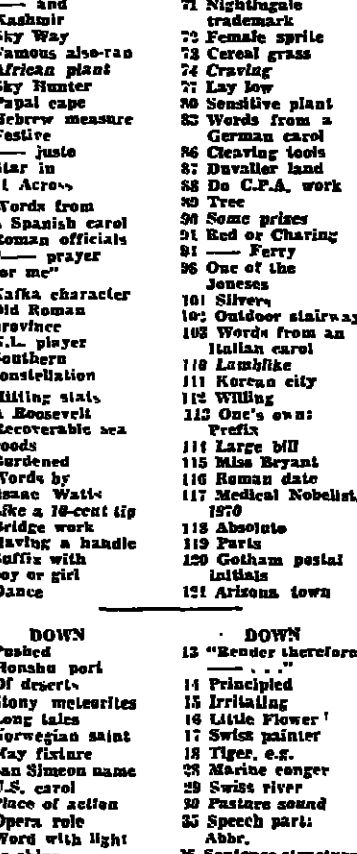 —— and
Kashmir
Sky Way
Famous also-ran
African plant
Sky Hunter
Papal cape
Hebrew measure
Festive
—— juste
Star in
Across
Words from
a Spanish carol
Roman officials
—— prayer
for me"
Kafka character
Old Roman
province
N.L. player
Southern
constellation
Hitting stats
A Roosevelt
Recoverable sea
goods
Burdened
Words by
Isaac Watts
Like a 10-cent tip
Bridge work
Having a handle
Suffix with
boy or girl
Dance
71 Nightingale
trademark
72 Female sprite
73 Cereal grass
74 Craving
77 Lay low
80 Sensitive plant
83 Words from a
German carol
86 Cleaving tools
87 Duvalier land
88 Do C.P.A. work
89 Tree
90 Some prizes
91 Red or Charing
—— Ferry
96 One of the
Joneses
101 Silvery
102 Outdoor stairway
103 Words from an
Italian carol
110 Lamblike
111 Korean city
112 Willing
113 One's own:
Prefix
114 Large bill
115 Miss Bryant
116 Roman date
117 Medical Nobelist,
1970
118 Absolute
119 Parts
120 Gotham postal
initials
121 Arizona town
DOWN
Pushed
Honshu port
Of deserts
Stony meteorites
Long tales
Norwegian saint
May fixture
San Simeon name
U.S. carol
Place of action
Opera role
Word with light
DOWN
13 "Render therefore
—— . . ."
14 Principled
15 Irritating
16 Little Flower
17 Swiss painter
18 Tiger, e.g.
28 Marine conger
29 Swiss river
30 Pasture sound
35 Speech part:
Abbr.
Sentence structure